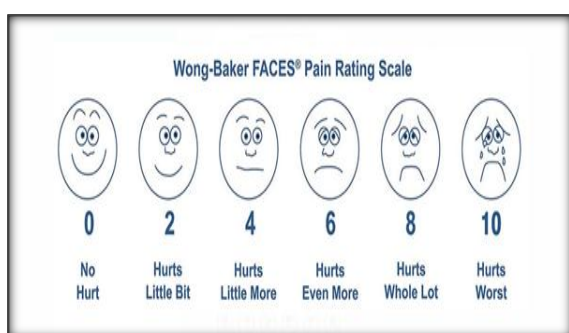 Wong-Baker FACES® Pain Rating Scale
0 2 4 6 8 10
No Hurts Hurts Hurts Hurts Hurts
Hurt Little Bit Little More Even More Whole Lot Worst